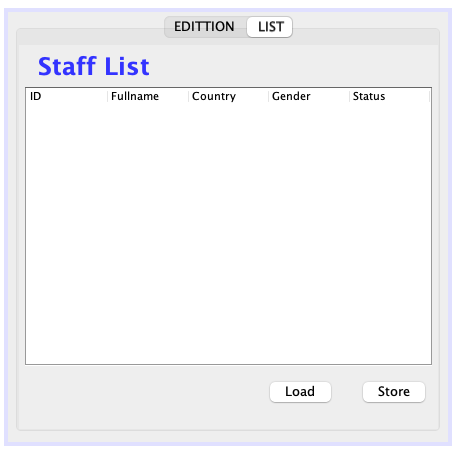 EDITTION LIST
Staff List
ID Fullname Country Gender Status
Load Store